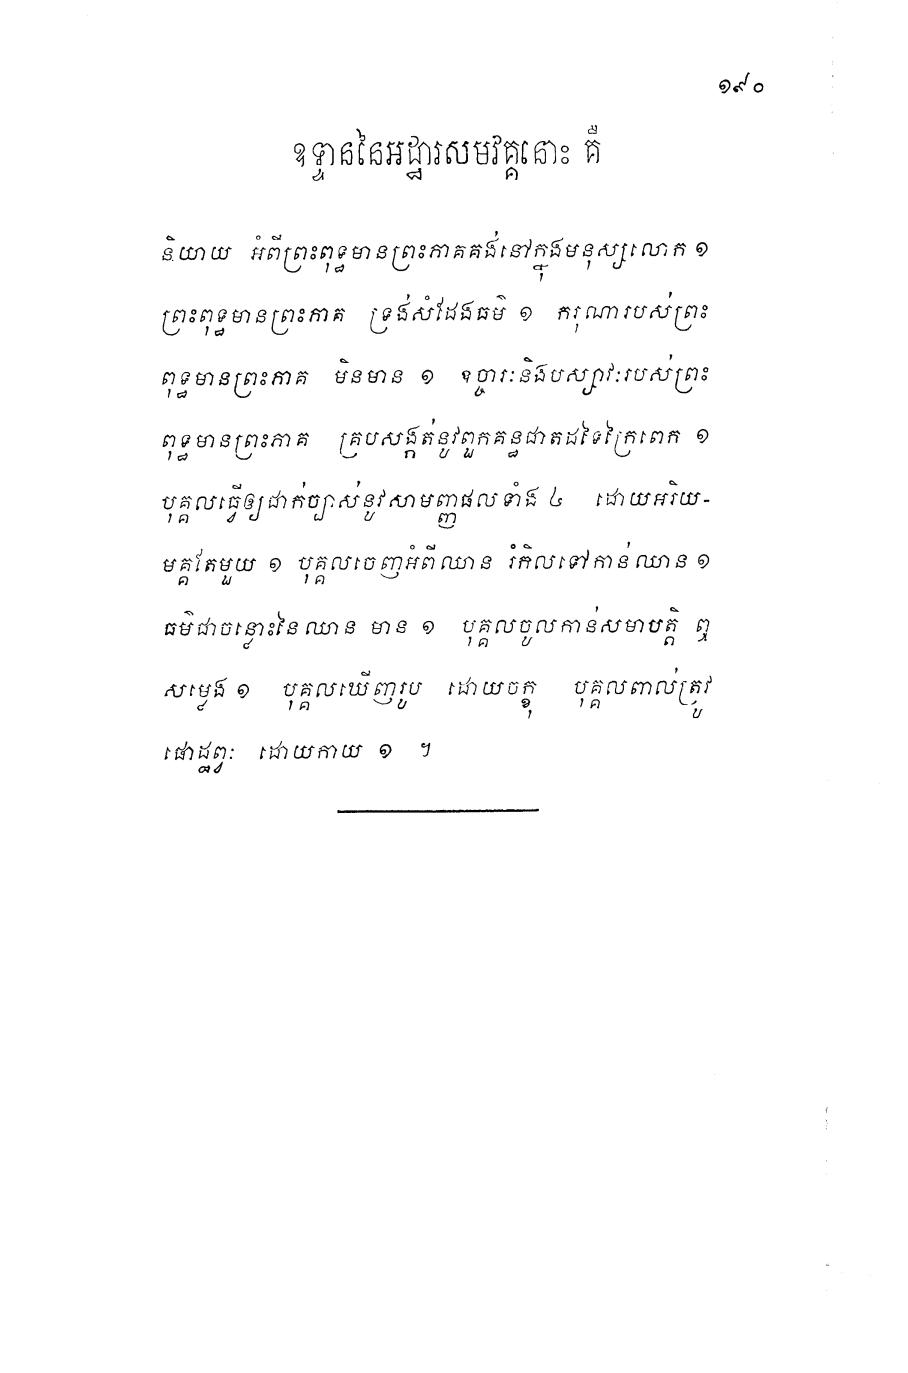 ១៩០
ឧទ្ទាននៃអដ្ឋារសមវគ្គនោះ គឺ
និយាយ អំពីព្រះពុទ្ធមានព្រះភាគគង់នៅក្នុងមនុស្សលោក ១
ព្រះពុទ្ធមានព្រះភាគ ទ្រង់សំដែងធម៌ ១ ករុណារបស់ព្រះ
ពុទ្ធមានព្រះភាគ មិនមាន ១ ឧច្ចារៈនិងបស្សាវៈរបស់ព្រះ
ពុទ្ធមានព្រះភាគ គ្របសង្កត់នូវពួកគន្ធជាតដទៃក្រៃពេក ១
បុគ្គលធ្វើឲ្យជាក់ច្បាស់នូវសាមញ្ញផលទាំង ៤ ដោយអរិយ-
មគ្គតែមួយ ១ បុគ្គលចេញអំពីឈាន រំកិលទៅកាន់ឈាន ១
ធម៌ជាចន្លោះនៃឈាន មាន ១ បុគ្គលចូលកាន់សមាបត្តិ ឮ
សម្លេង ១ បុគ្គលឃើញរូប ដោយចក្ខុ បុគ្គលពាល់ត្រូវ
ផោដ្ឋព្វៈ ដោយកាយ ១ ។